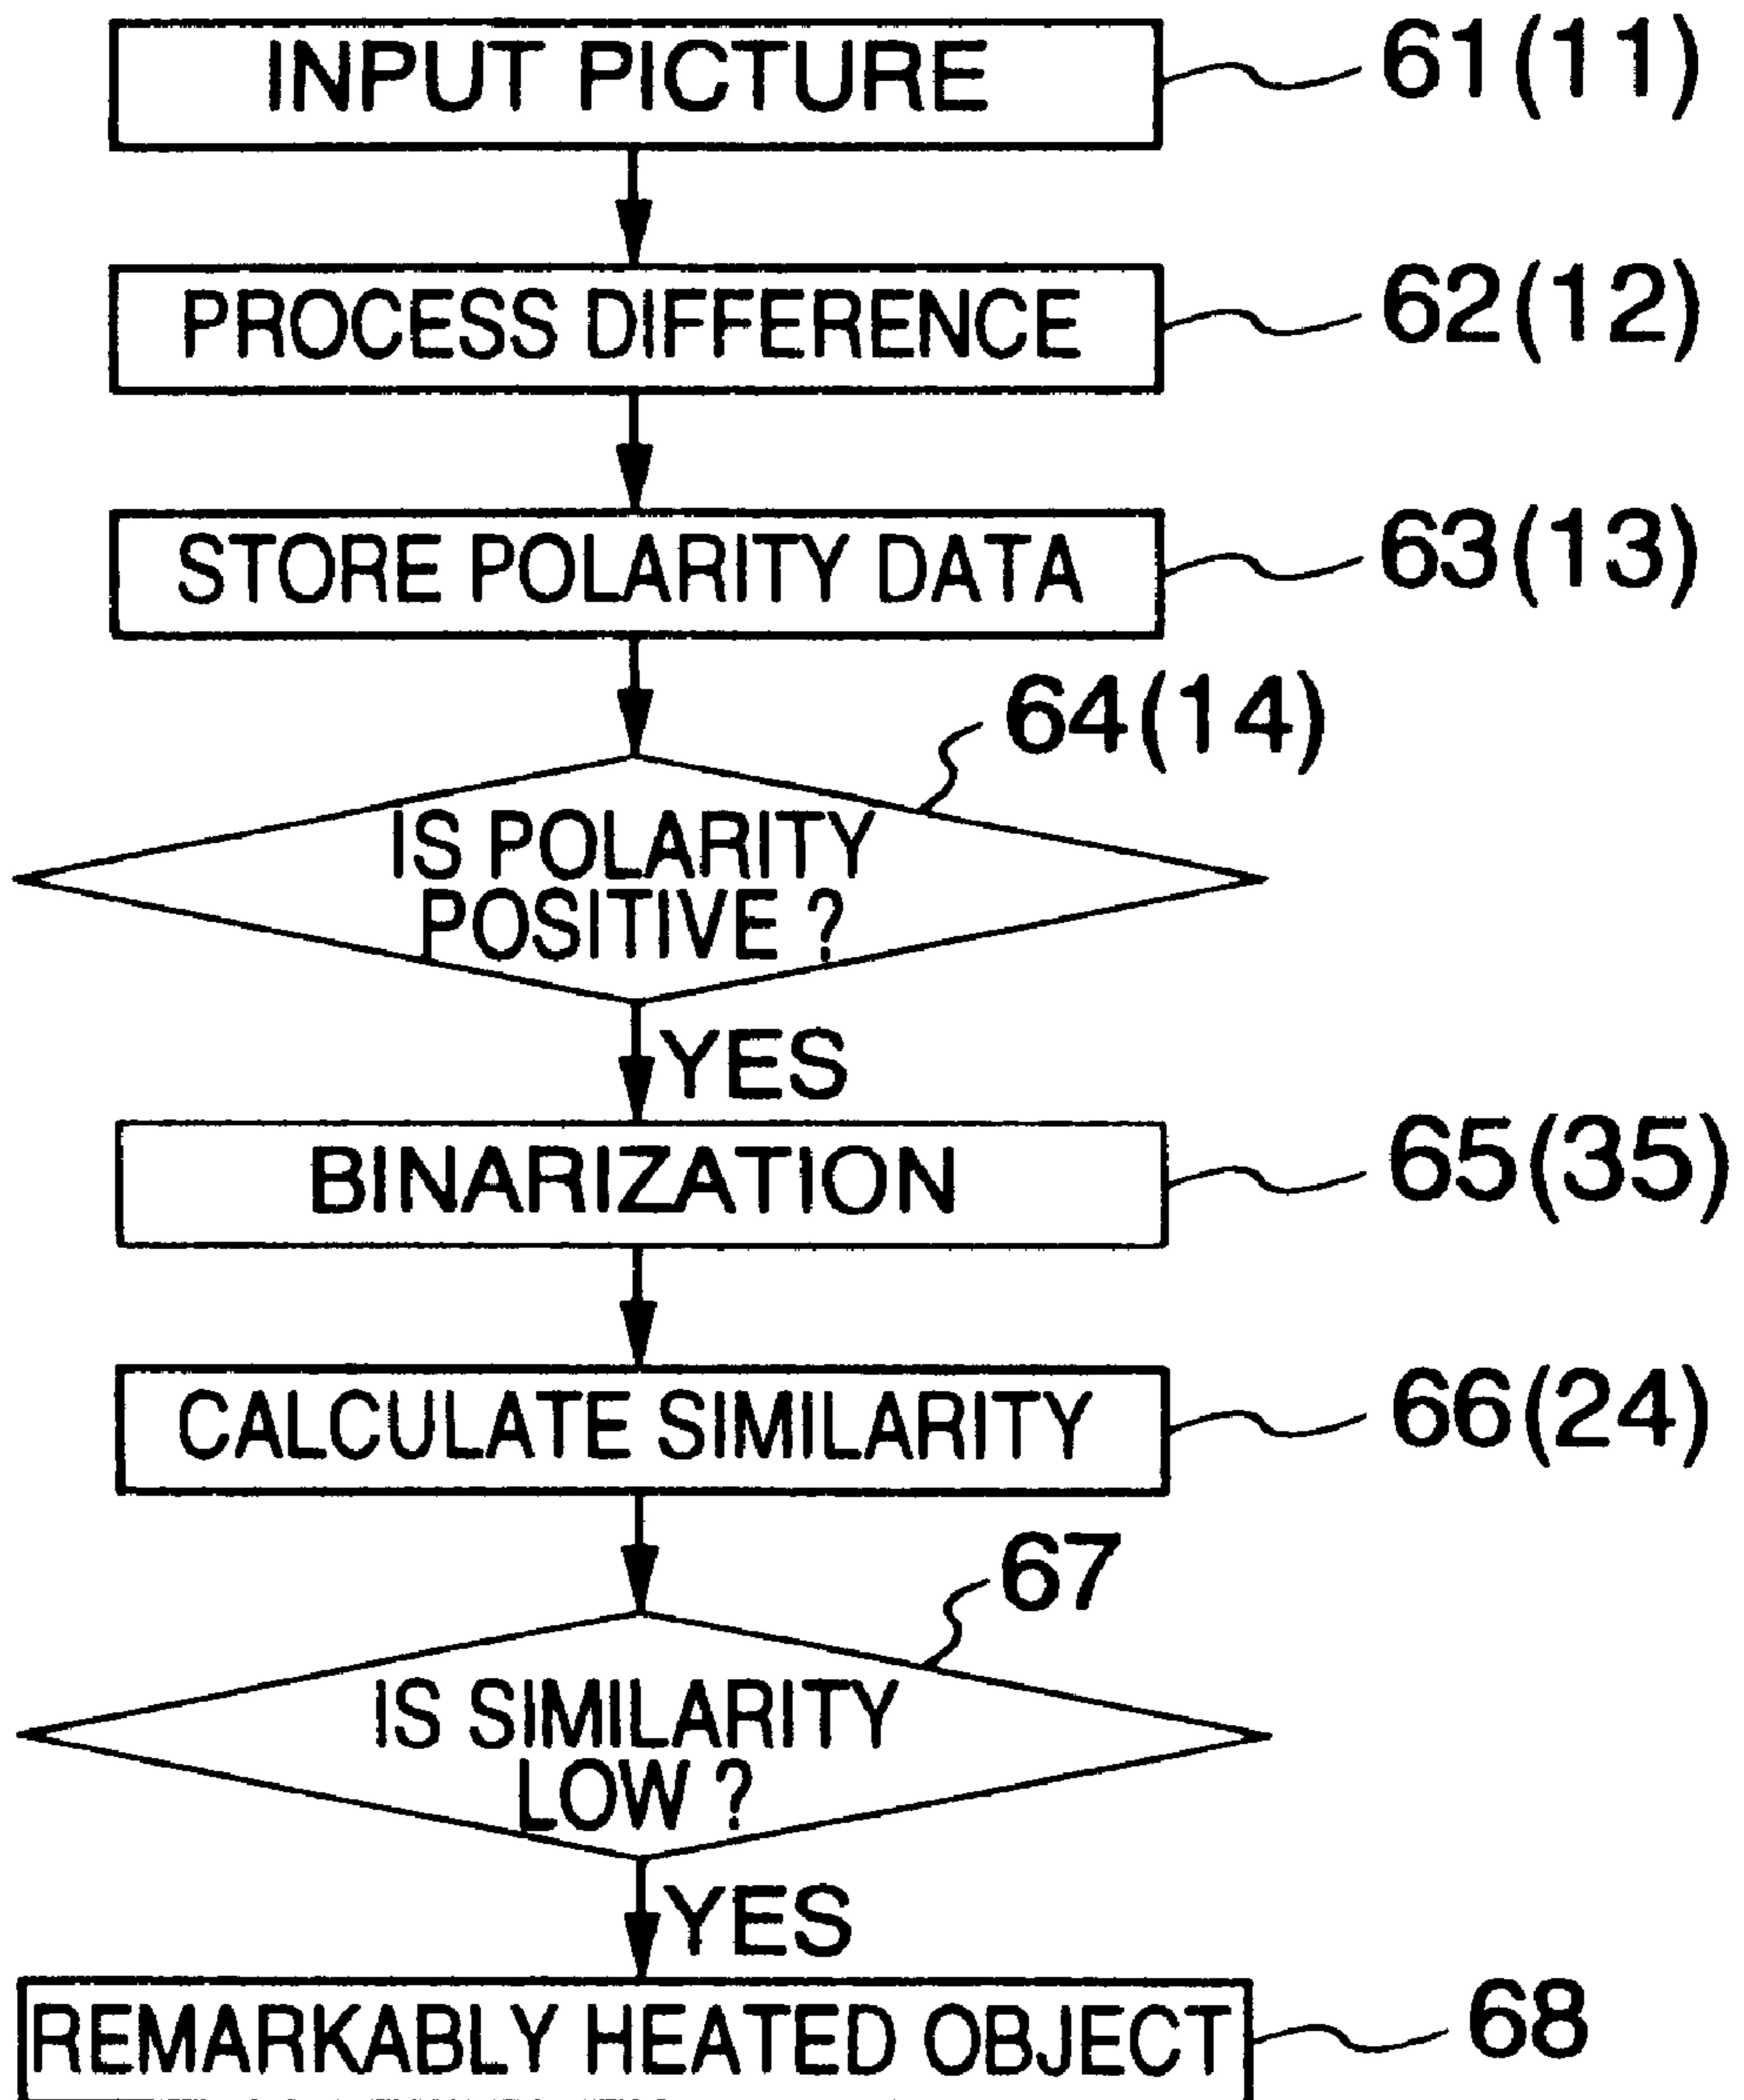 INPUT PICTURE 61(11)
PROCESS DIFFERENCE 62(12)
STORE POLARITY DATA 63(13)
64(14)
IS POLARITY
POSITIVE ?
YES
BINARIZATION 65(35)
CALCULATE SIMILARITY 66(24)
67
IS SIMILARITY
LOW ?
YES
REMARKABLY HEATED OBJECT 68